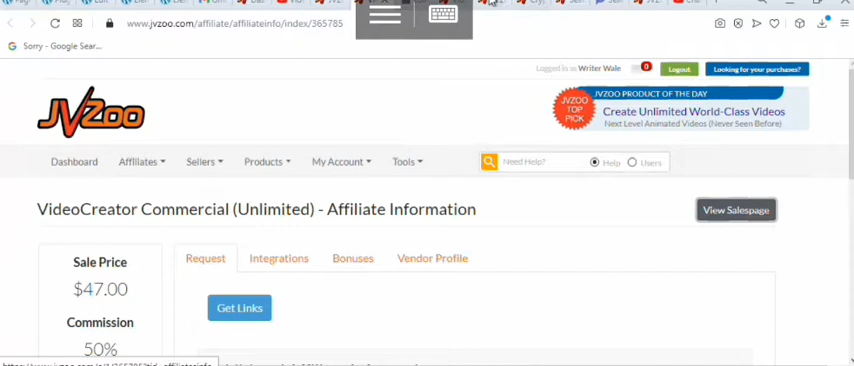 www.jvzoo.com/affiliate/affiliateinfo/index/365785
Sorry - Google Sear...
Logged in as Writer Wale
0
Logout
Looking for your purchases?
JVZOO
JVZOO TOP PICK
JVZOO PRODUCT OF THE DAY
Create Unlimited World-Class Videos
Next Level Animated Videos (Never Seen Before)
Dashboard
Affiliates
Sellers
Products
My Account
Tools
Need Help?
Help
Users
VideoCreator Commercial (Unlimited) - Affiliate Information
View Salespage
Sale Price
$47.00
Commission
50%
Request
Integrations
Bonuses
Vendor Profile
Get Links